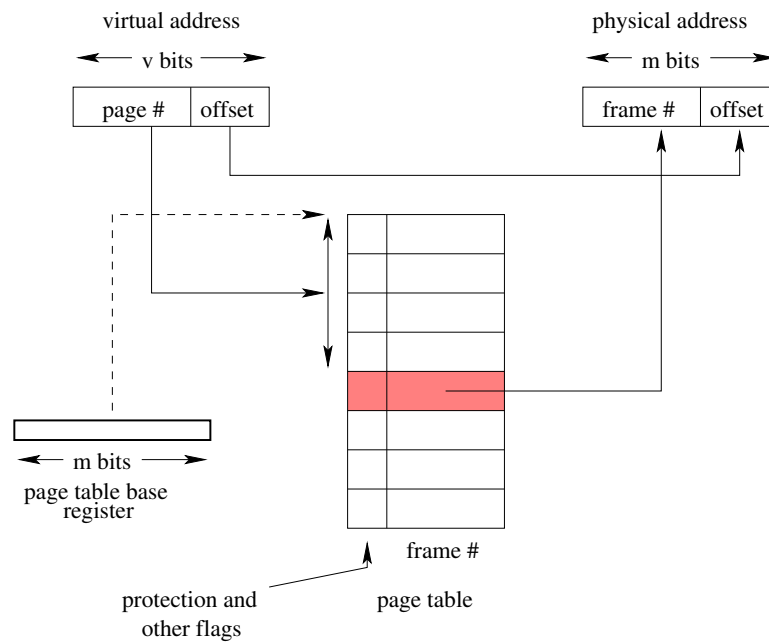 virtual address
physical address
v bits
m bits
page #
offset
frame #
offset
m bits
page table base
register
frame #
protection and
other flags
page table